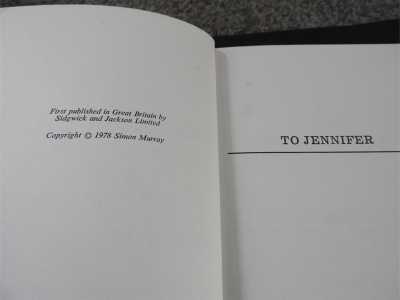 First published in Great Britain by
Sidgwick and Jackson Limited
Copyright © 1978 Simon Murray
TO JENNIFER